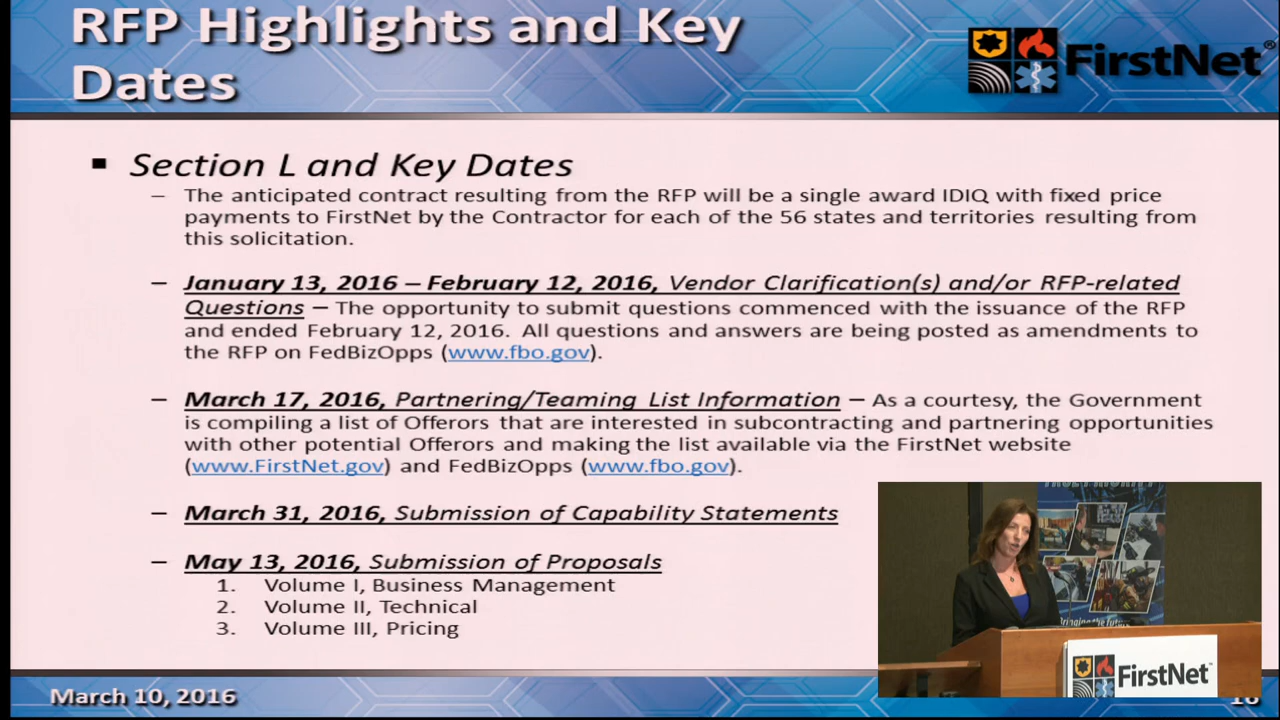 RFP Highlights and Key
Dates
FirstNet®
▪ Section L and Key Dates
– The anticipated contract resulting from the RFP will be a single award IDIQ with fixed price
payments to FirstNet by the Contractor for each of the 56 states and territories resulting from
this solicitation.
– January 13, 2016 – February 12, 2016, Vendor Clarification(s) and/or RFP-related
Questions – The opportunity to submit questions commenced with the issuance of the RFP
and ended February 12, 2016. All questions and answers are being posted as amendments to
the RFP on FedBizOpps (www.fbo.gov).
– March 17, 2016, Partnering/Teaming List Information – As a courtesy, the Government
is compiling a list of Offerors that are interested in subcontracting and partnering opportunities
with other potential Offerors and making the list available via the FirstNet website
(www.FirstNet.gov) and FedBizOpps (www.fbo.gov).
– March 31, 2016, Submission of Capability Statements
– May 13, 2016, Submission of Proposals
1. Volume I, Business Management
2. Volume II, Technical
3. Volume III, Pricing
PRIORITY
Bringing the futu
FirstNet
March 10, 2016